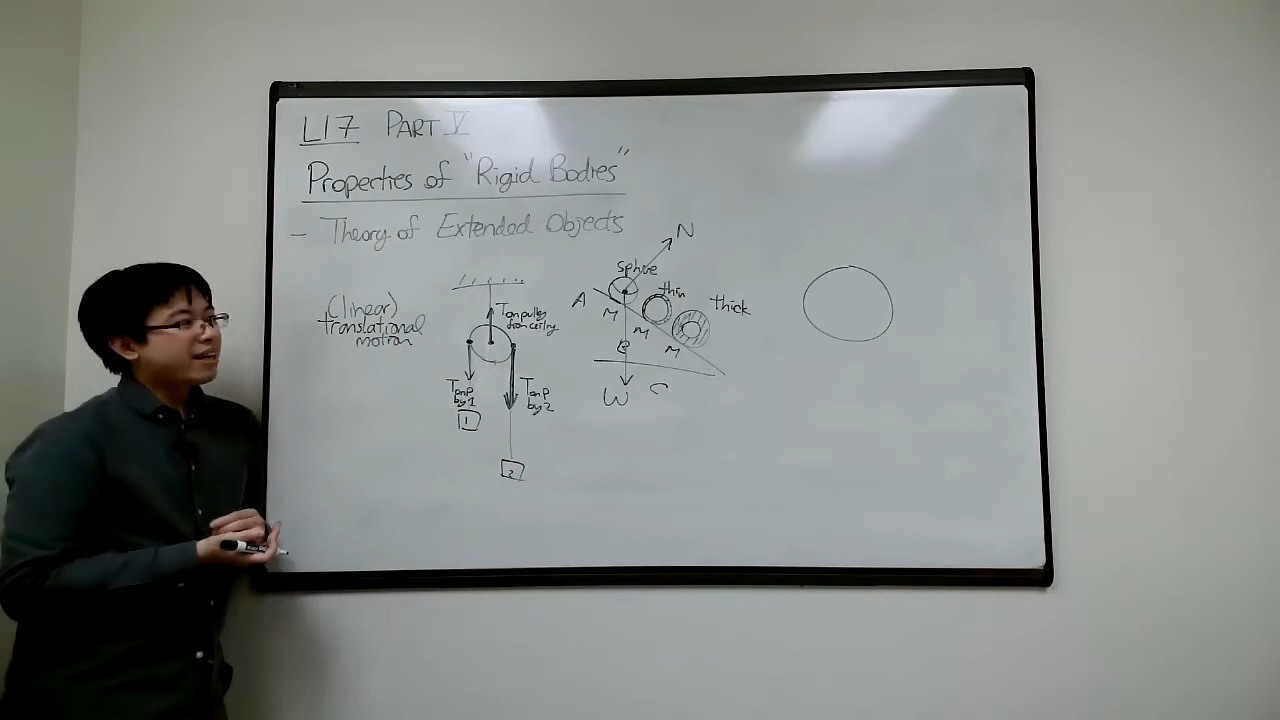 L17 PART V
Properties of "Rigid Bodies"
- Theory of Extended Objects
(linear)
translational
motion
T on pulley
from ceiling
T on P
by 1
T on P
by 2
1
2
N
sphere
thin
thick
A
M
M
M
B
W
C